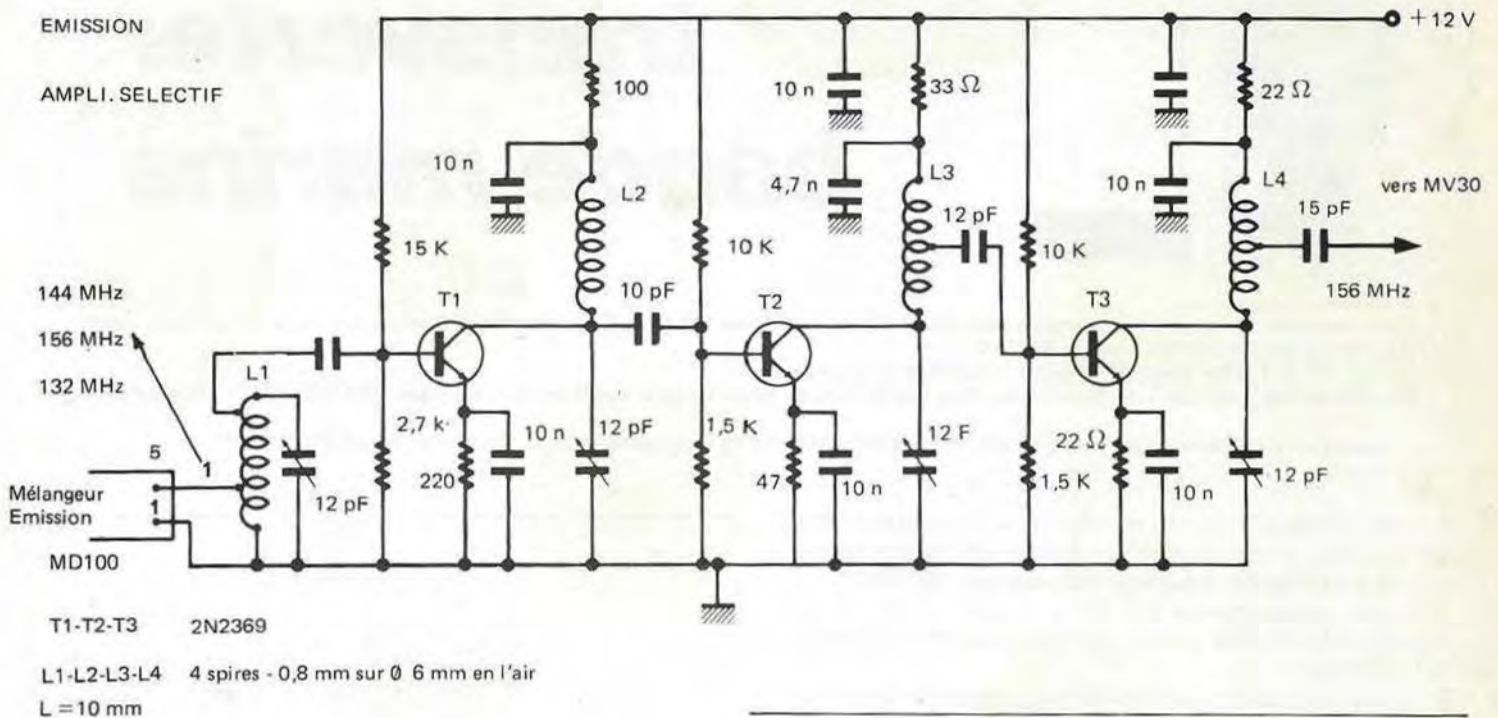 EMISSION
+ 12 V
AMPLI. SELECTIF
100
10 n
33 Ω
22 Ω
10 n
L2
4,7 n
L3
10 n
L4
vers MV30
12 pF
15 pF
15 K
10 K
10 K
144 MHz
T1
10 pF
T2
T3
156 MHz
156 MHz
132 MHz
L1
2,7 k
10 n
12 pF
1,5 K
12 F
22 Ω
5
1
Mélangeur
Emission
1
12 pF
220
47
10 n
1,5 K
10 n
12 pF
MD100
T1-T2-T3 2N2369
L1-L2-L3-L4 4 spires - 0,8 mm sur Ø 6 mm en l'air
L = 10 mm